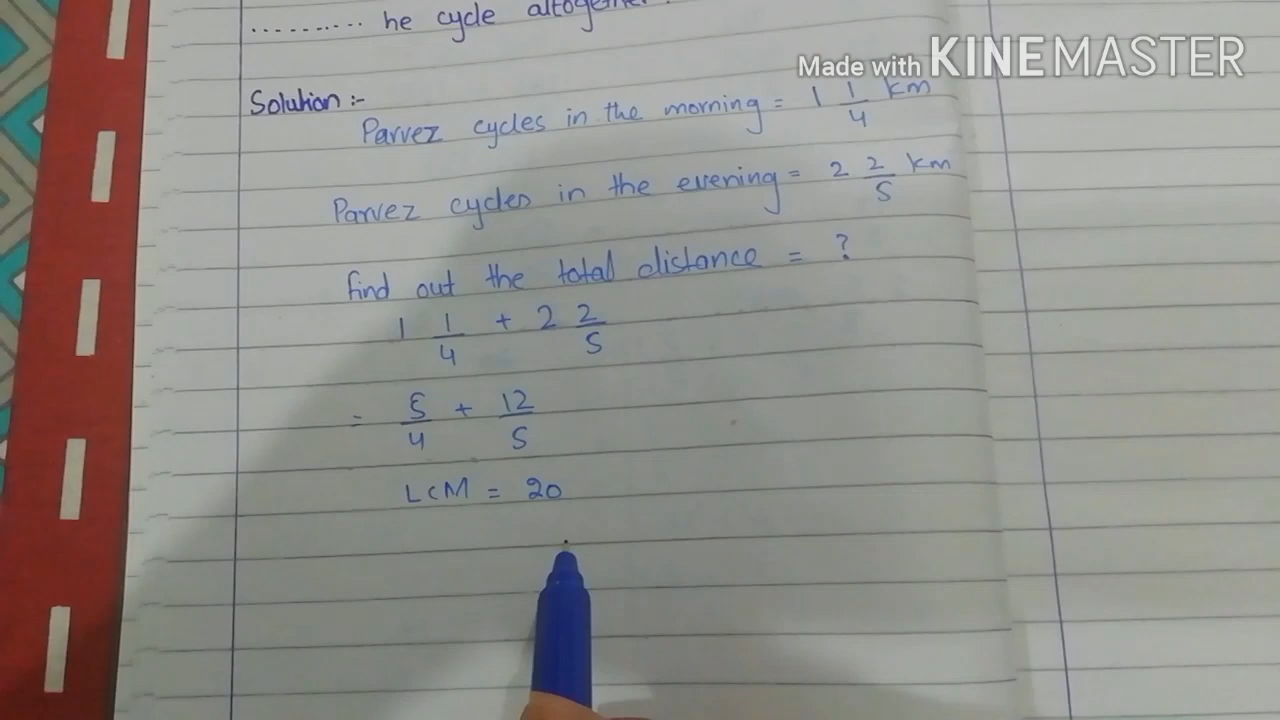 .......... he cycle altogether
Made with KINEMASTER
Solution :-
Parvez cycles in the morning = 1 1/4 km
Parvez cycles in the evening = 2 2/5 km
find out the total distance = ?
1 1/4 + 2 2/5
= 5/4 + 12/5
LCM = 20